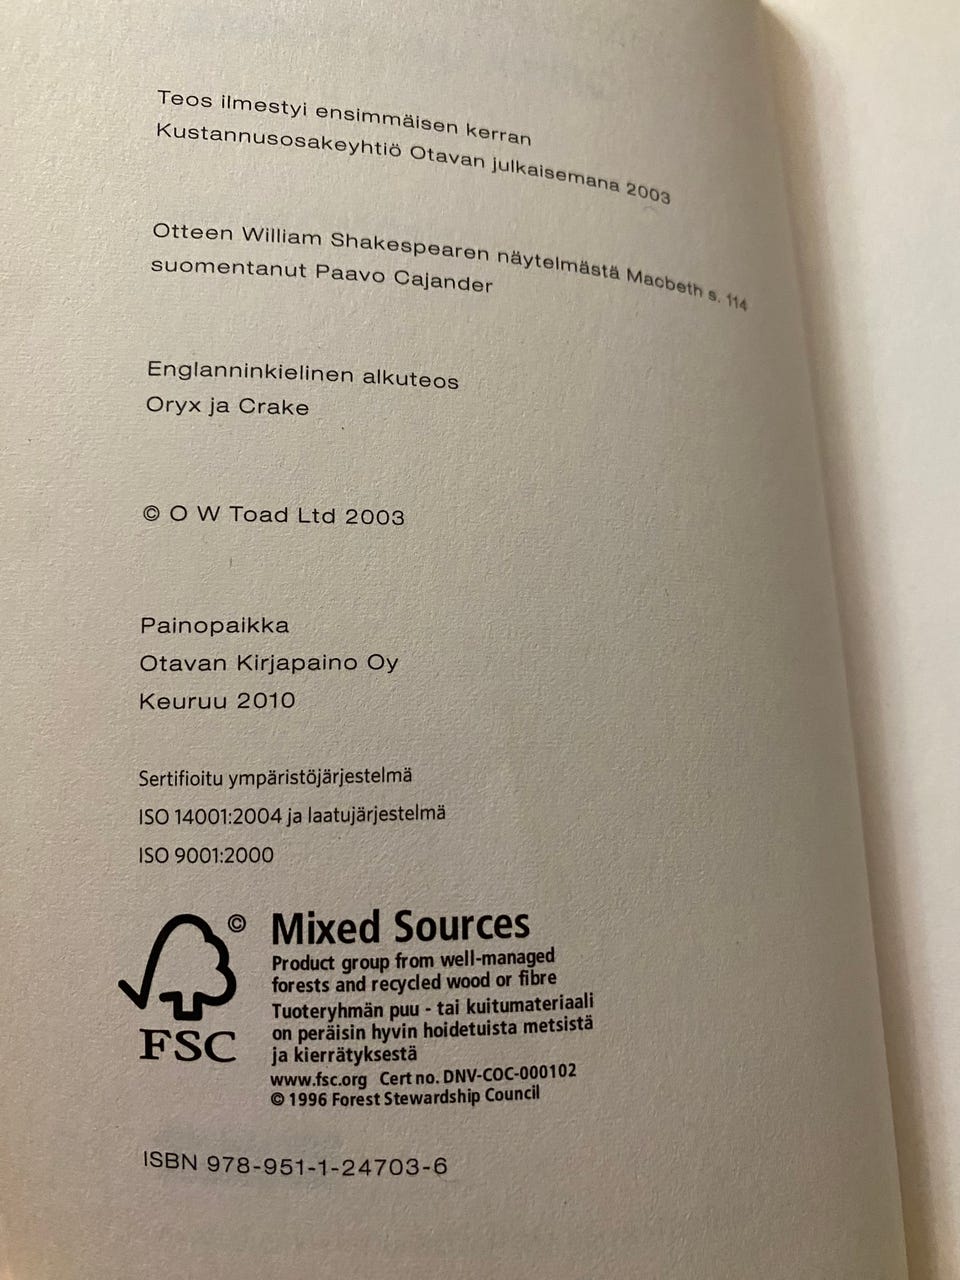 Teos ilmestyi ensimmäisen kerran
Kustannusosakeyhtiö Otavan julkaisemana 2003
Otteen William Shakespearen näytelmästä Macbeth s. 114
suomentanut Paavo Cajander
Englanninkielinen alkuteos
Oryx ja Crake
© O W Toad Ltd 2003
Painopaikka
Otavan Kirjapaino Oy
Keuruu 2010
Sertifioitu ympäristöjärjestelmä
ISO 14001:2004 ja laatujärjestelmä
ISO 9001:2000
©
FSC
Mixed Sources
Product group from well-managed
forests and recycled wood or fibre
Tuoteryhmän puu - tai kuitumateriaali
on peräisin hyvin hoidetuista metsistä
ja kierrätyksestä
www.fsc.org Cert no. DNV-COC-000102
© 1996 Forest Stewardship Council
ISBN 978-951-1-24703-6